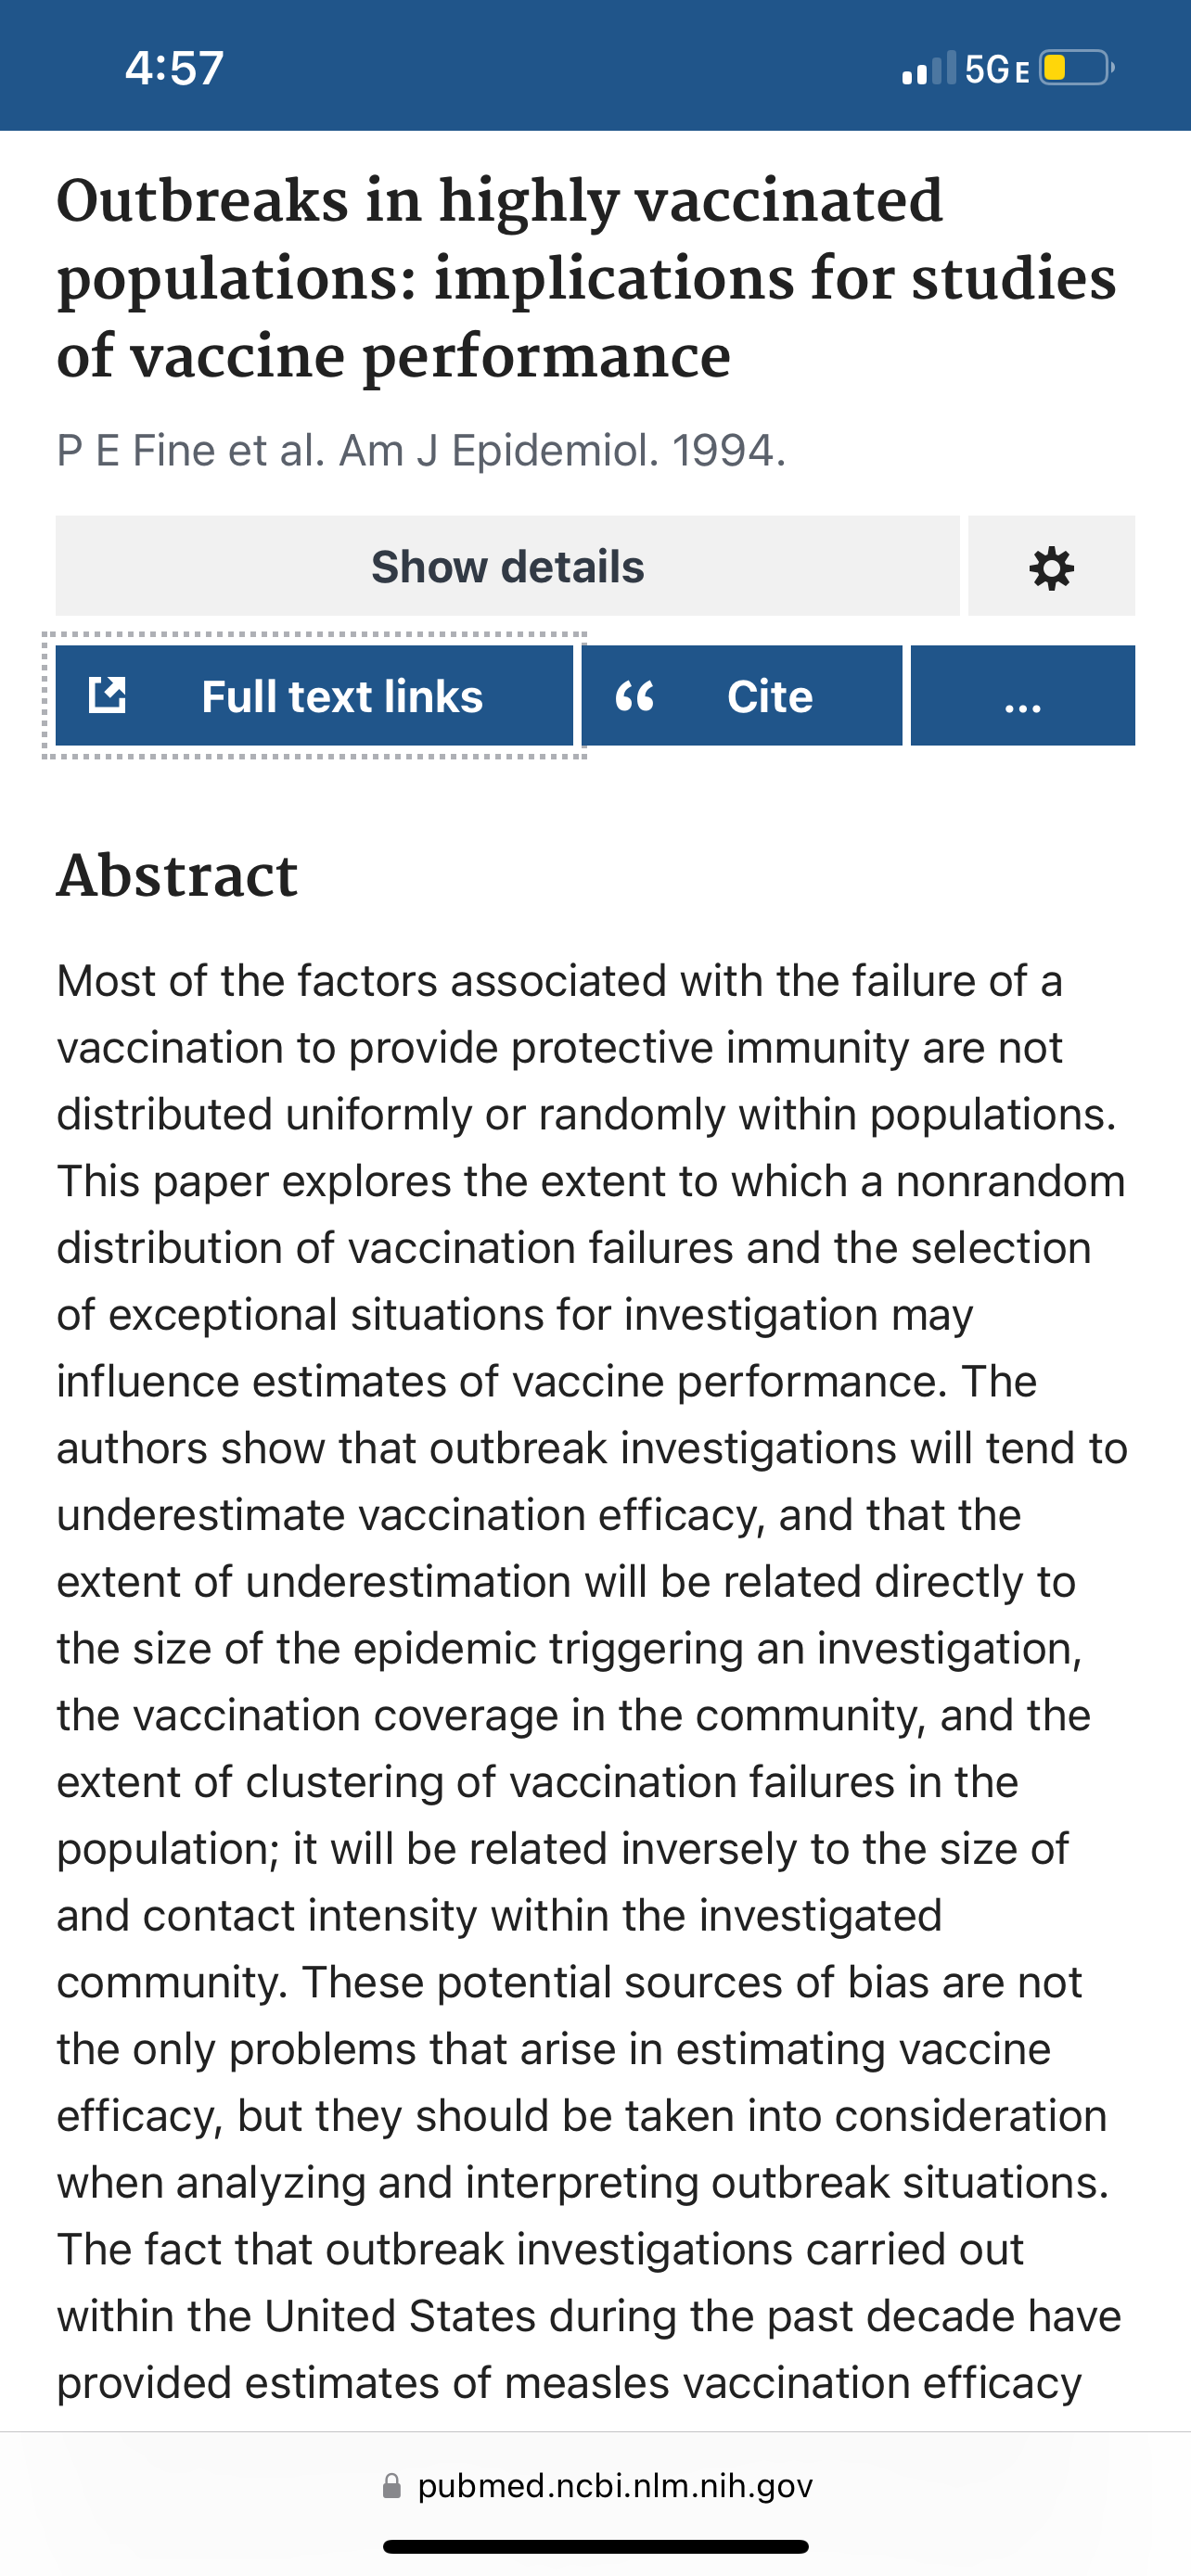 4:57
5G E
Outbreaks in highly vaccinated
populations: implications for studies
of vaccine performance
P E Fine et al. Am J Epidemiol. 1994.
Show details
Full text links
Cite
...
Abstract
Most of the factors associated with the failure of a
vaccination to provide protective immunity are not
distributed uniformly or randomly within populations.
This paper explores the extent to which a nonrandom
distribution of vaccination failures and the selection
of exceptional situations for investigation may
influence estimates of vaccine performance. The
authors show that outbreak investigations will tend to
underestimate vaccination efficacy, and that the
extent of underestimation will be related directly to
the size of the epidemic triggering an investigation,
the vaccination coverage in the community, and the
extent of clustering of vaccination failures in the
population; it will be related inversely to the size of
and contact intensity within the investigated
community. These potential sources of bias are not
the only problems that arise in estimating vaccine
efficacy, but they should be taken into consideration
when analyzing and interpreting outbreak situations.
The fact that outbreak investigations carried out
within the United States during the past decade have
provided estimates of measles vaccination efficacy
pubmed.ncbi.nlm.nih.gov